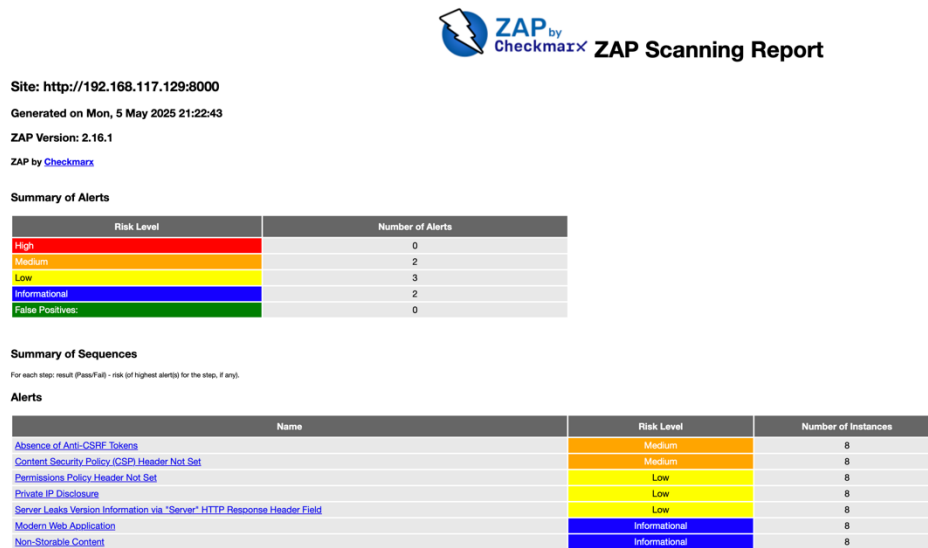 ZAP by
Checkmarx ZAP Scanning Report
Site: http://192.168.117.129:8000
Generated on Mon, 5 May 2025 21:22:43
ZAP Version: 2.16.1
ZAP by Checkmarx
Summary of Alerts
Risk Level Number of Alerts
High 0
Medium 2
Low 3
Informational 2
False Positives: 0
Summary of Sequences
For each step: result (Pass/Fail) - risk (of highest alert(s) for the step, if any).
Alerts
Name Risk Level Number of Instances
Absence of Anti-CSRF Tokens Medium 8
Content Security Policy (CSP) Header Not Set Medium 8
Permissions Policy Header Not Set Low 8
Private IP Disclosure Low 8
Server Leaks Version Information via "Server" HTTP Response Header Field Low 8
Modern Web Application Informational 8
Non-Storable Content Informational 8